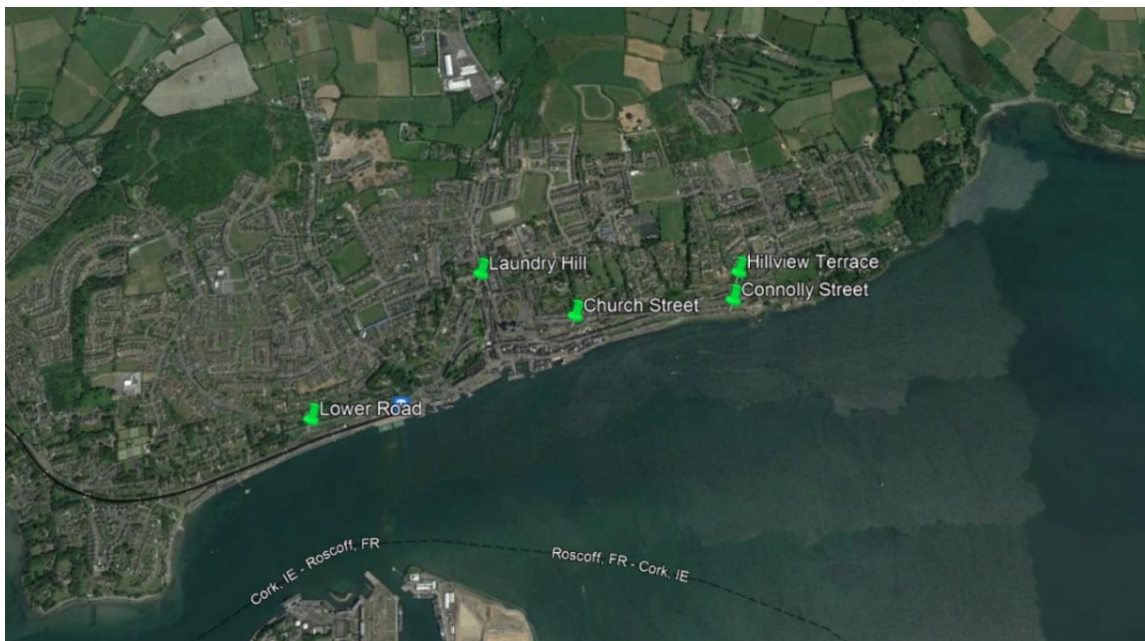 Laundry Hill
Hillview Terrace
Connolly Street
Church Street
Lower Road
Cork, IE - Roscoff, FR
Roscoff, FR - Cork, IE